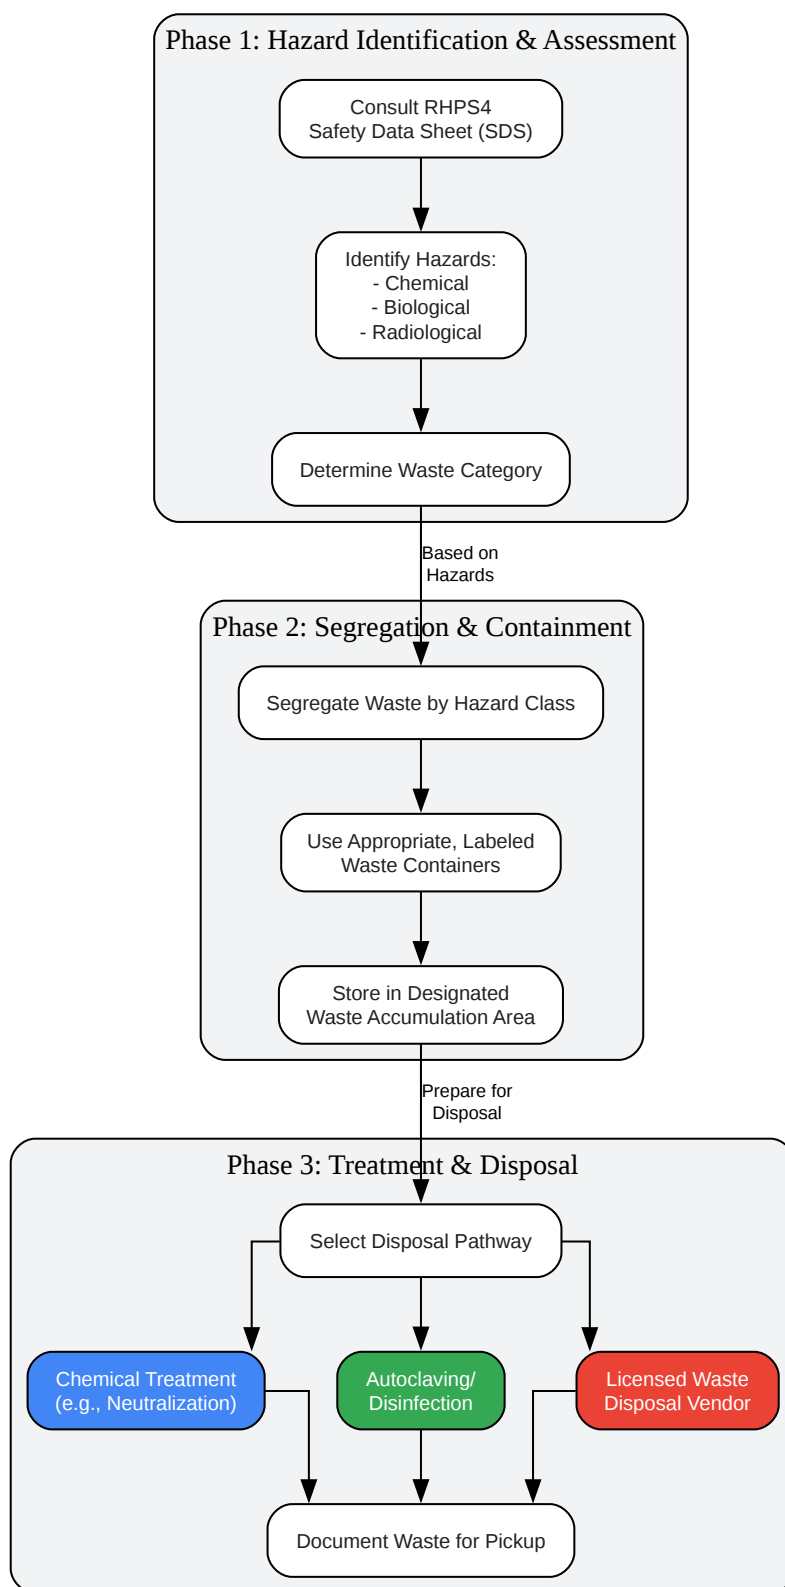 Phase 1: Hazard Identification & Assessment
Consult RHPS4
Safety Data Sheet (SDS)
Identify Hazards:
- Chemical
- Biological
- Radiological
Determine Waste Category
Based on
Hazards
Phase 2: Segregation & Containment
Segregate Waste by Hazard Class
Use Appropriate, Labeled
Waste Containers
Store in Designated
Waste Accumulation Area
Prepare for
Disposal
Phase 3: Treatment & Disposal
Select Disposal Pathway
Chemical Treatment
(e.g., Neutralization)
Autoclaving/
Disinfection
Licensed Waste
Disposal Vendor
Document Waste for Pickup